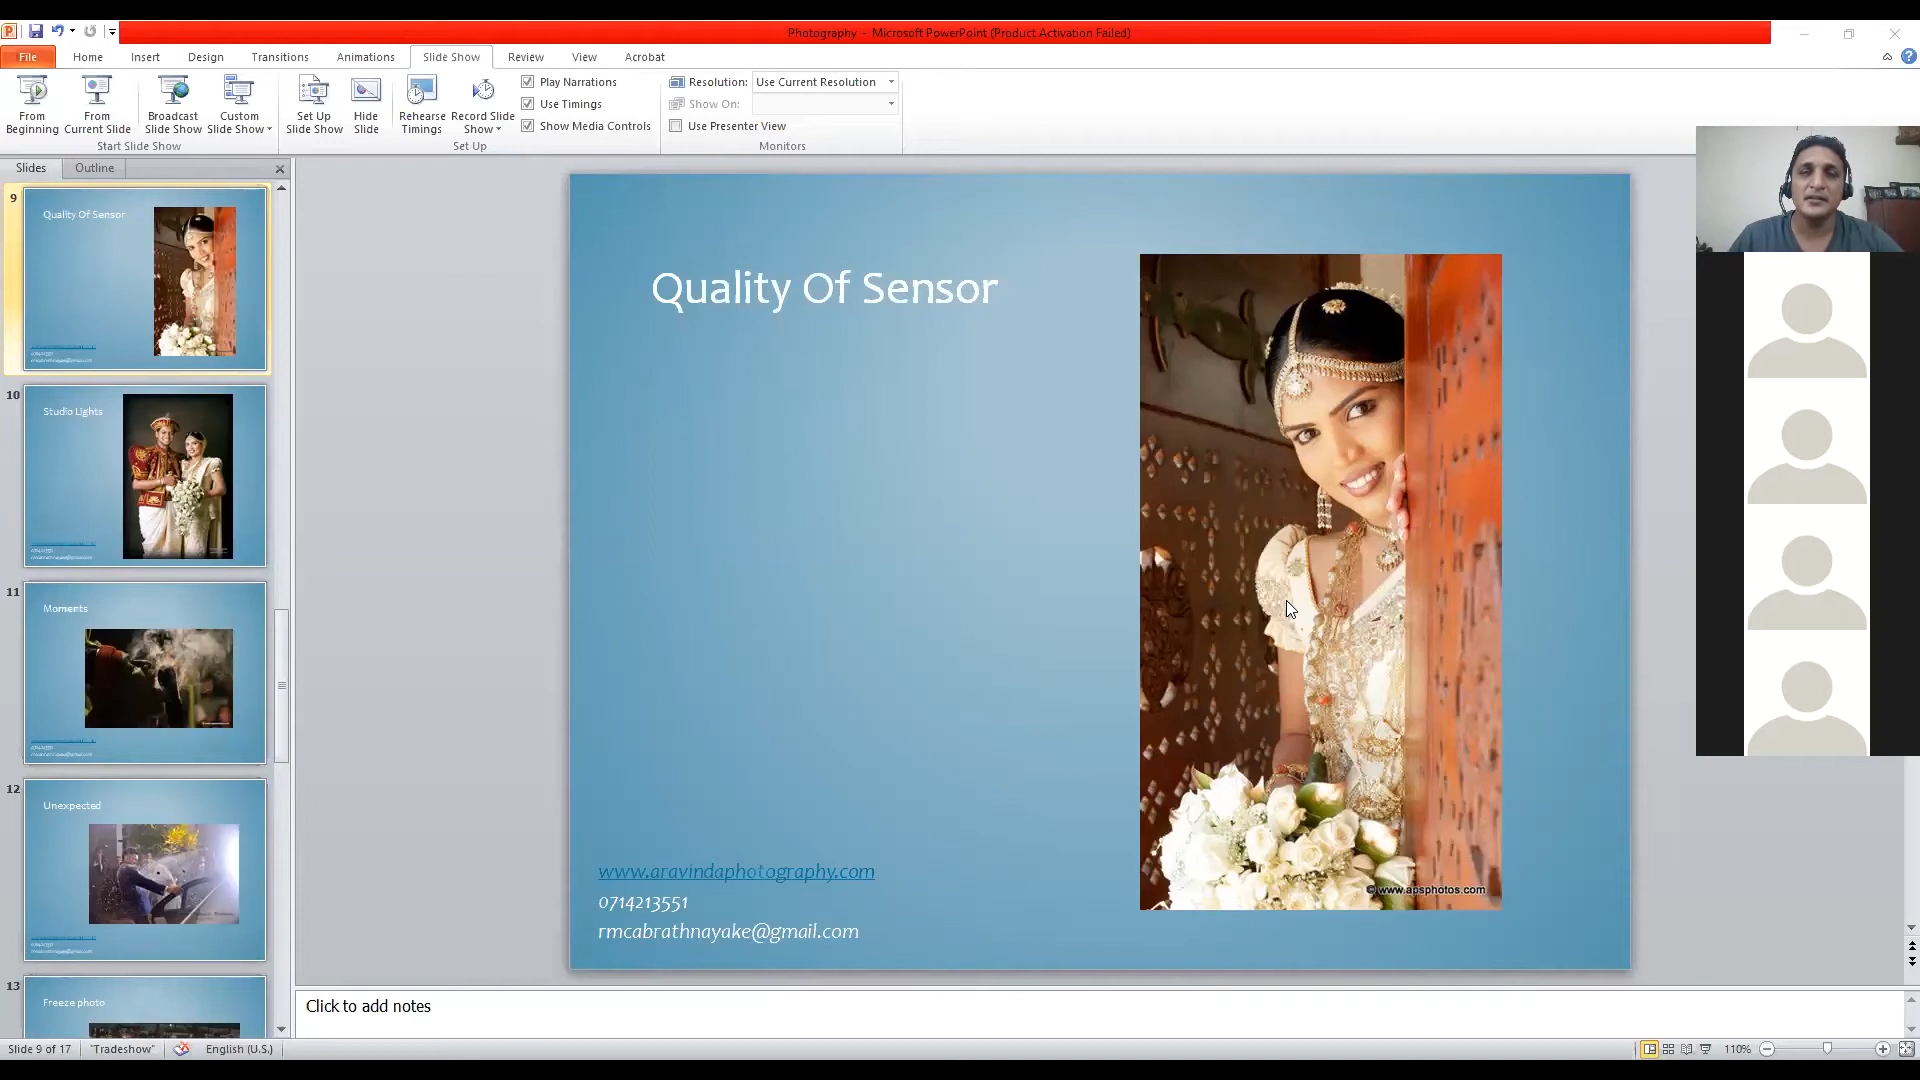 Photography - Microsoft PowerPoint (Product Activation Failed)
File Home Insert Design Transitions Animations Slide Show Review View Acrobat
From Beginning
From Current Slide
Broadcast Slide Show
Custom Slide Show
Start Slide Show
Set Up Slide Show
Hide Slide
Rehearse Timings
Record Slide Show
Play Narrations
Use Timings
Show Media Controls
Set Up
Resolution: Use Current Resolution
Show On:
Use Presenter View
Monitors
Slides Outline
9
Quality Of Sensor
10
Studio Lights
11
Moments
12
Unexpected
13
Freeze photo
Quality Of Sensor
© www.apsphotos.com
www.aravindaphotography.com
0714213551
rmcabrathnayake@gmail.com
Click to add notes
Slide 9 of 17 "Tradeshow" English (U.S.) 110%